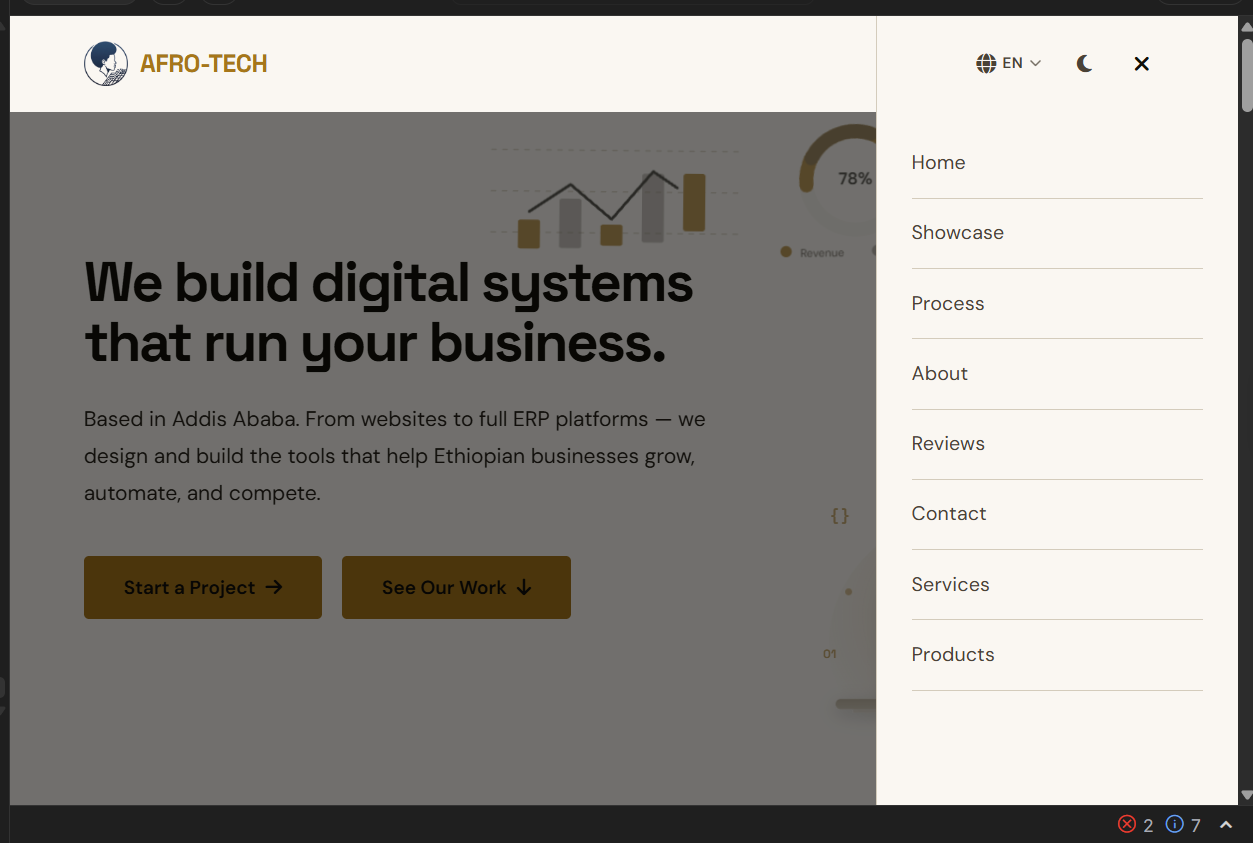 AFRO-TECH
EN
78%
Revenue
We build digital systems
that run your business.
Based in Addis Ababa. From websites to full ERP platforms — we
design and build the tools that help Ethiopian businesses grow,
automate, and compete.
Start a Project →
See Our Work ↓
{}
01
Home
Showcase
Process
About
Reviews
Contact
Services
Products
2
7